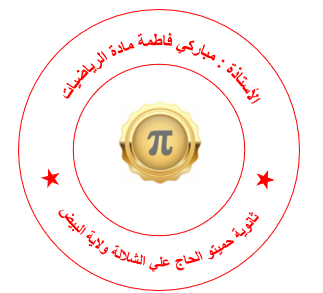 الأستاذة : مباركي فاطمة مادة الرياضيات
π
ثانوية حميتو الحاج علي الشلالة ولاية البيض